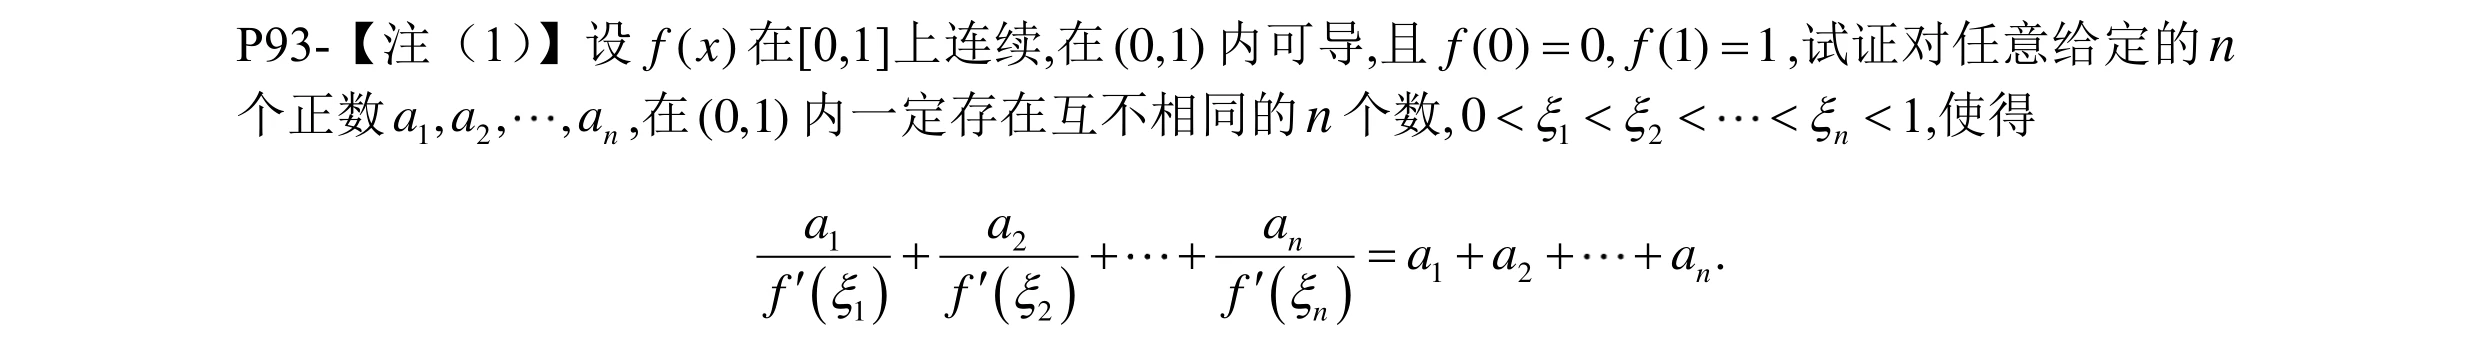 P93-【注（1）】设 f(x) 在[0,1]上连续,在 (0,1) 内可导,且 f(0)=0, f(1)=1 ,试证对任意给定的 n
个正数 a₁,a₂,⋯,aₙ ,在 (0,1) 内一定存在互不相同的 n 个数, 0<ξ₁<ξ₂<⋯<ξₙ<1,使得
a₁/f′(ξ₁) + a₂/f′(ξ₂) +⋯+ aₙ/f′(ξₙ) = a₁+a₂+⋯+aₙ.